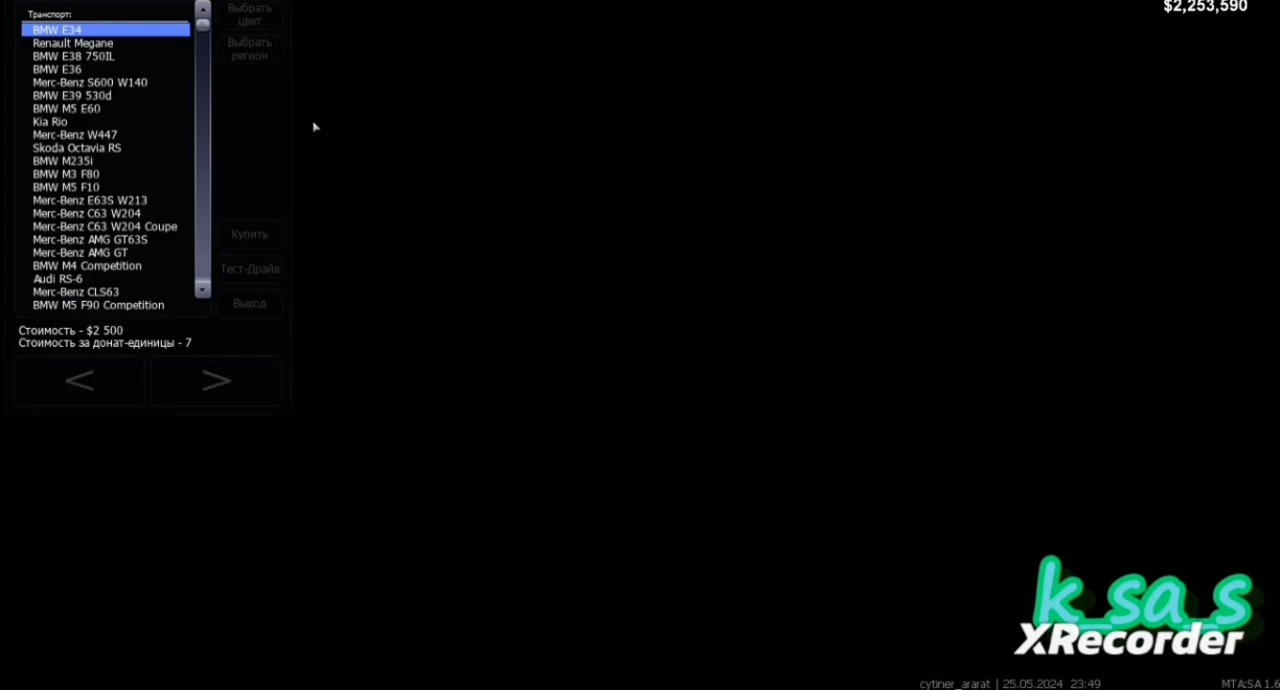 $2,253,590
Транспорт:
BMW E34
Renault Megane
BMW E38 750IL
BMW E36
Merc-Benz S600 W140
BMW E39 530d
BMW M5 E60
Kia Rio
Merc-Benz W447
Skoda Octavia RS
BMW M235i
BMW M3 F80
BMW M5 F10
Merc-Benz E63S W213
Merc-Benz C63 W204
Merc-Benz C63 W204 Coupe
Merc-Benz AMG GT63S
Merc-Benz AMG GT
BMW M4 Competition
Audi RS-6
Merc-Benz CLS63
BMW M5 F90 Competition
Выбрать
цвет
Выбрать
регион
Купить
Тест-Драйв
Выход
Стоимость - $2 500
Стоимость за донат-единицы - 7
< >
k_sa_s
XRecorder
cytiner_ararat | 25.05.2024 23:49
MTA:SA 1.6